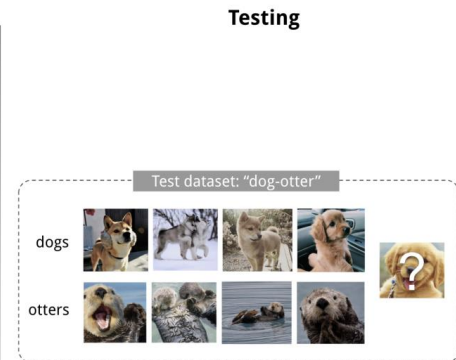 Testing
Test dataset: “dog-otter”
dogs
otters
?